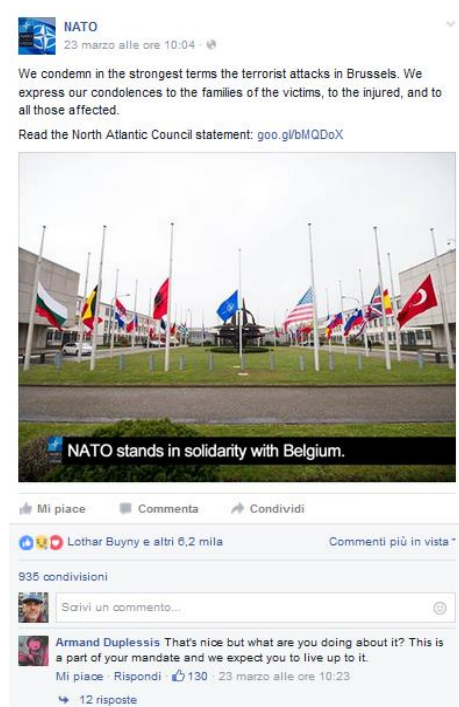 NATO
23 marzo alle ore 10:04 ·
We condemn in the strongest terms the terrorist attacks in Brussels. We
express our condolences to the families of the victims, to the injured, and to
all those affected.
Read the North Atlantic Council statement: goo.gl/bMQDoX
NATO stands in solidarity with Belgium.
Mi piace Commenta Condividi
Lothar Buyny e altri 6,2 mila Commenti più in vista
935 condivisioni
Scrivi un commento...
Armand Duplessis That's nice but what are you doing about it? This is
a part of your mandate and we expect you to live up to it.
Mi piace · Rispondi · 130 · 23 marzo alle ore 10:23
12 risposte